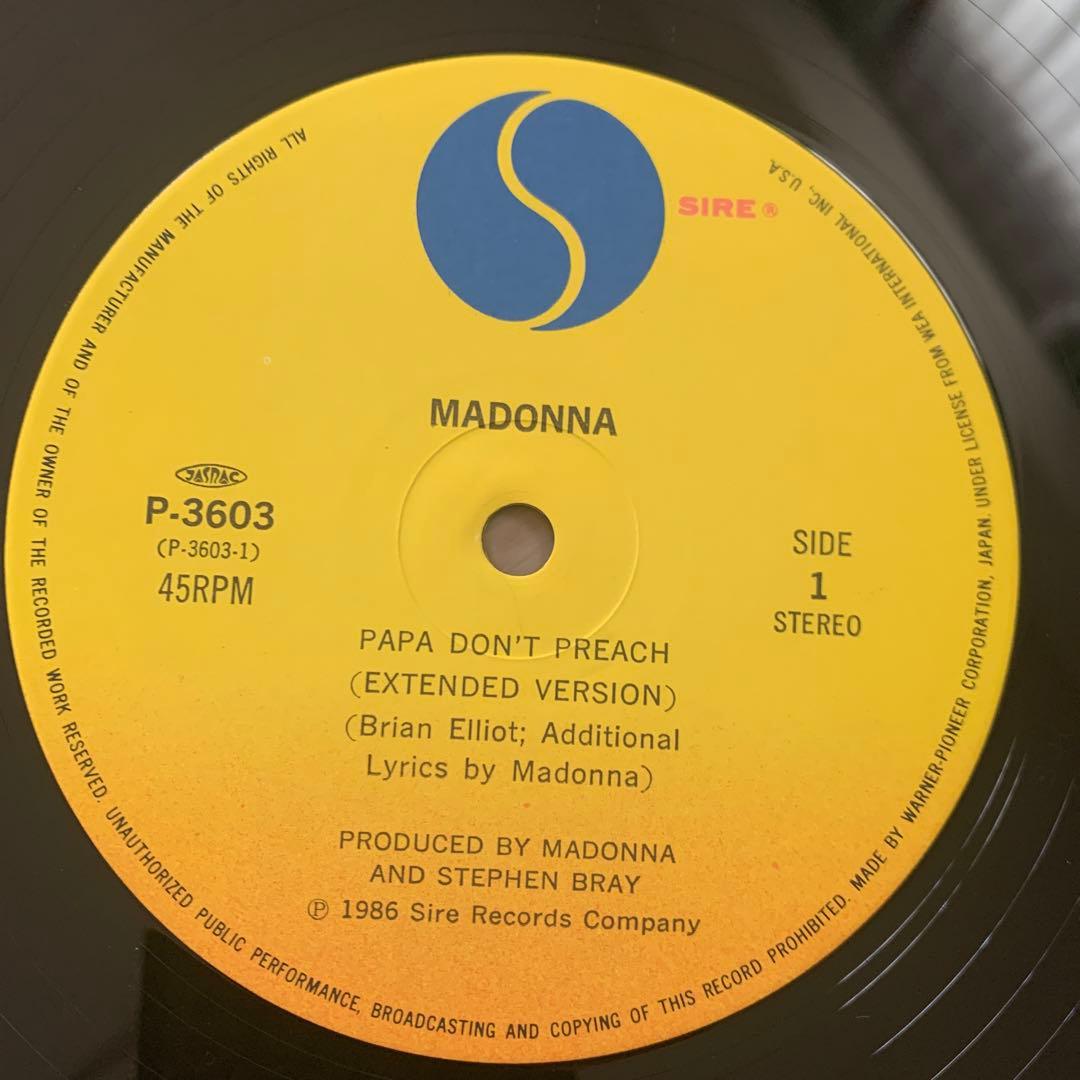 SIRE ®
MADONNA
JASRAC
P-3603
(P-3603-1)
45RPM
SIDE
1
STEREO
PAPA DON'T PREACH
(EXTENDED VERSION)
(Brian Elliot; Additional
Lyrics by Madonna)
PRODUCED BY MADONNA
AND STEPHEN BRAY
℗ 1986 Sire Records Company
ALL RIGHTS OF THE MANUFACTURER AND OF THE OWNER OF THE RECORDED WORK RESERVED. UNAUTHORIZED PUBLIC PERFORMANCE, BROADCASTING AND COPYING OF THIS RECORD PROHIBITED. MADE BY WARNER-PIONEER CORPORATION, JAPAN. UNDER LICENSE FROM WEA INTERNATIONAL INC., U.S.A.